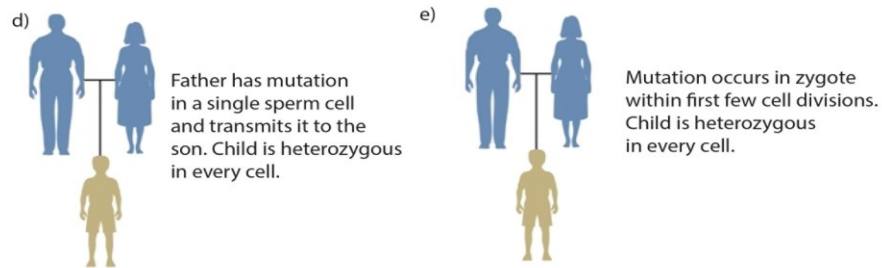 d)
Father has mutation
in a single sperm cell
and transmits it to the
son. Child is heterozygous
in every cell.
e)
Mutation occurs in zygote
within first few cell divisions.
Child is heterozygous
in every cell.